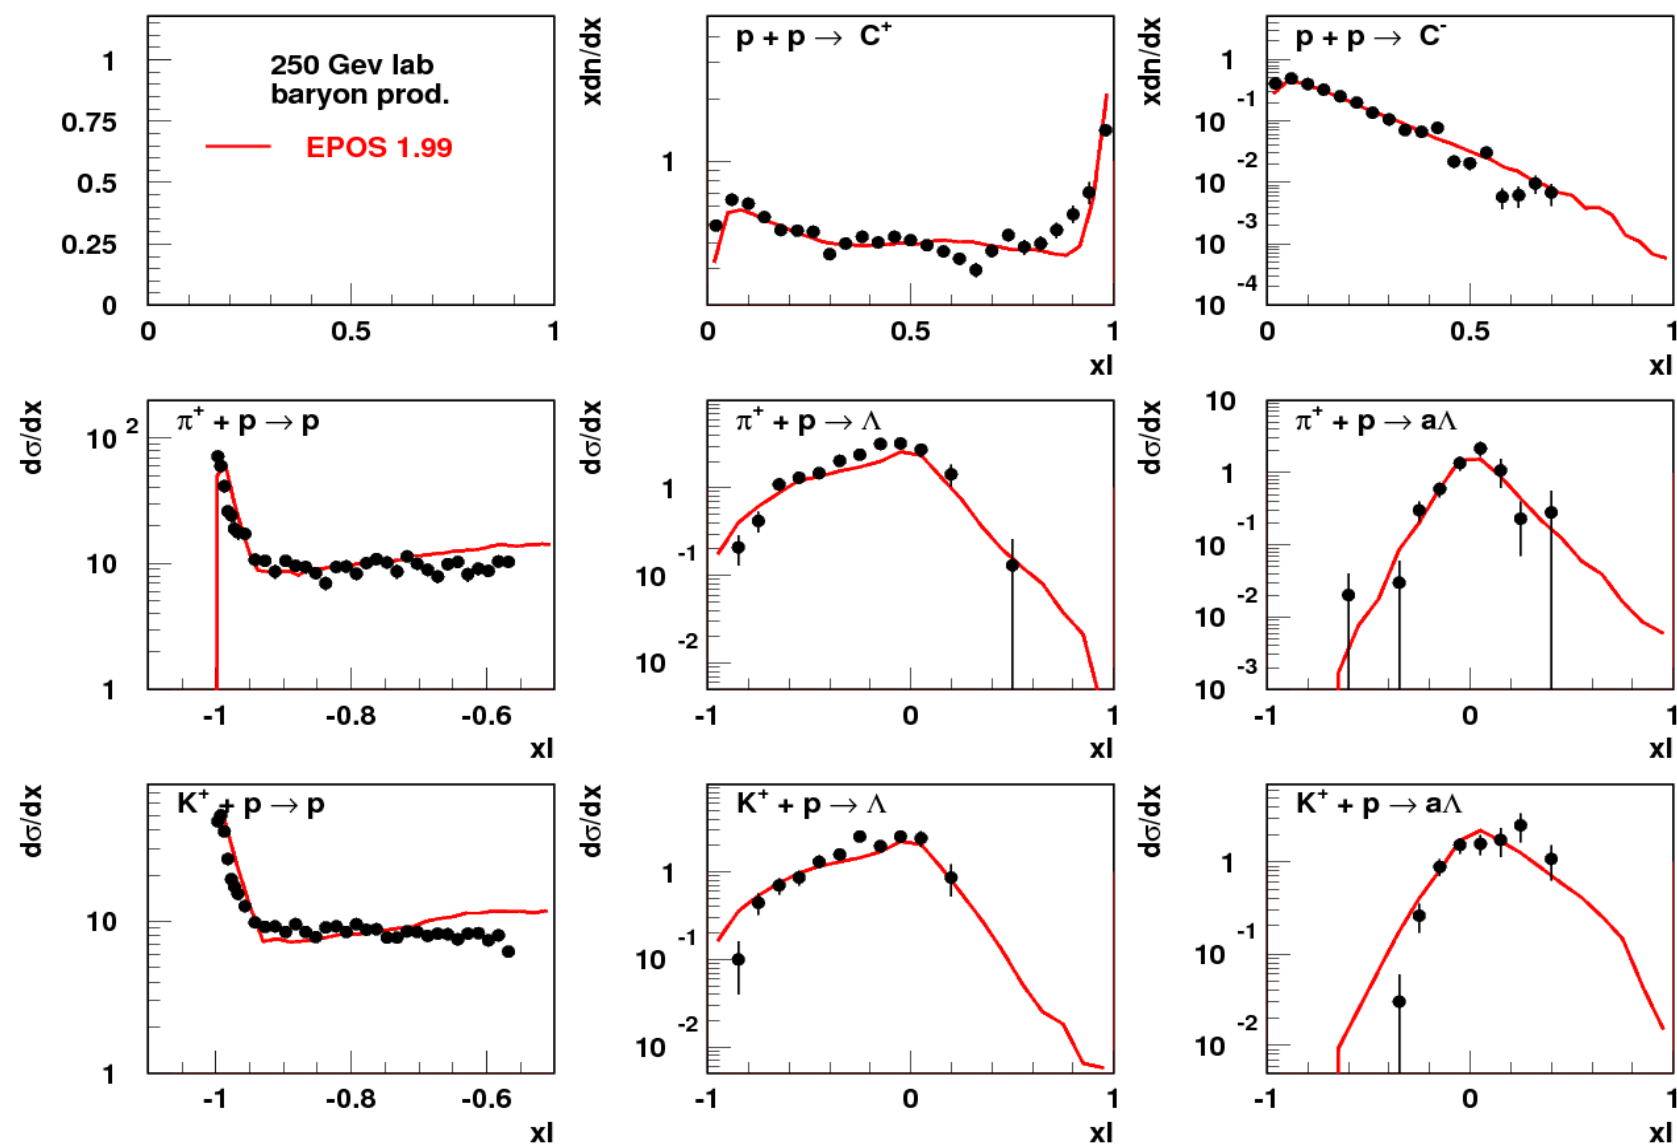 250 Gev lab
baryon prod.
EPOS 1.99
1
0.75
0.5
0.25
0
0 0.5 1
xdn/dx
p + p → C⁺
1
0 0.5 1
xl
xdn/dx
p + p → C⁻
1
10⁻¹
10⁻²
10⁻³
10⁻⁴
0 0.5 1
xl
dσ/dx
π⁺ + p → p
10²
10
1
-1 -0.8 -0.6
xl
dσ/dx
π⁺ + p → Λ
1
10⁻¹
10⁻²
-1 0 1
xl
dσ/dx
π⁺ + p → aΛ
10
1
10⁻¹
10⁻²
10⁻³
-1 0 1
xl
dσ/dx
K⁺ + p → p
10
1
-1 -0.8 -0.6
xl
dσ/dx
K⁺ + p → Λ
1
10⁻¹
10⁻²
-1 0 1
xl
dσ/dx
K⁺ + p → aΛ
1
10⁻¹
10⁻²
-1 0 1
xl